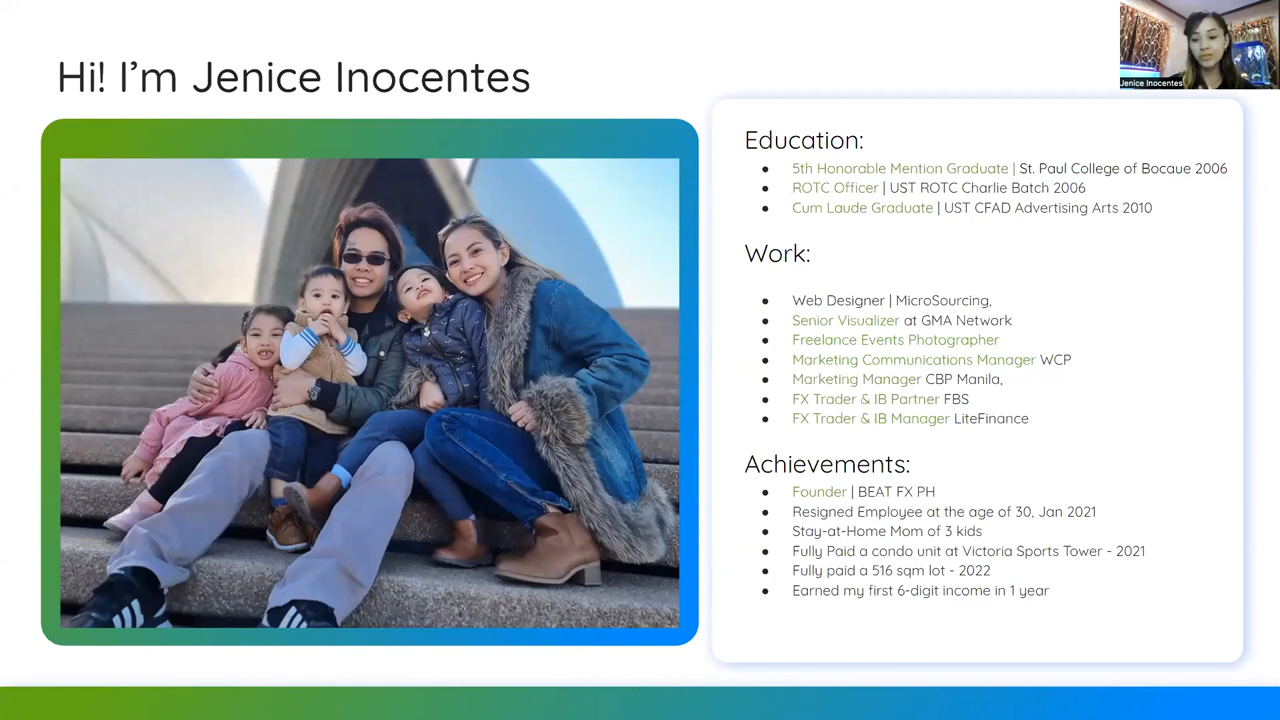 Hi! I’m Jenice Inocentes
Jenice Inocentes
Education:
5th Honorable Mention Graduate | St. Paul College of Bocaue 2006
ROTC Officer | UST ROTC Charlie Batch 2006
Cum Laude Graduate | UST CFAD Advertising Arts 2010
Work:
Web Designer | MicroSourcing,
Senior Visualizer at GMA Network
Freelance Events Photographer
Marketing Communications Manager WCP
Marketing Manager CBP Manila,
FX Trader & IB Partner FBS
FX Trader & IB Manager LiteFinance
Achievements:
Founder | BEAT FX PH
Resigned Employee at the age of 30, Jan 2021
Stay-at-Home Mom of 3 kids
Fully Paid a condo unit at Victoria Sports Tower - 2021
Fully paid a 516 sqm lot - 2022
Earned my first 6-digit income in 1 year